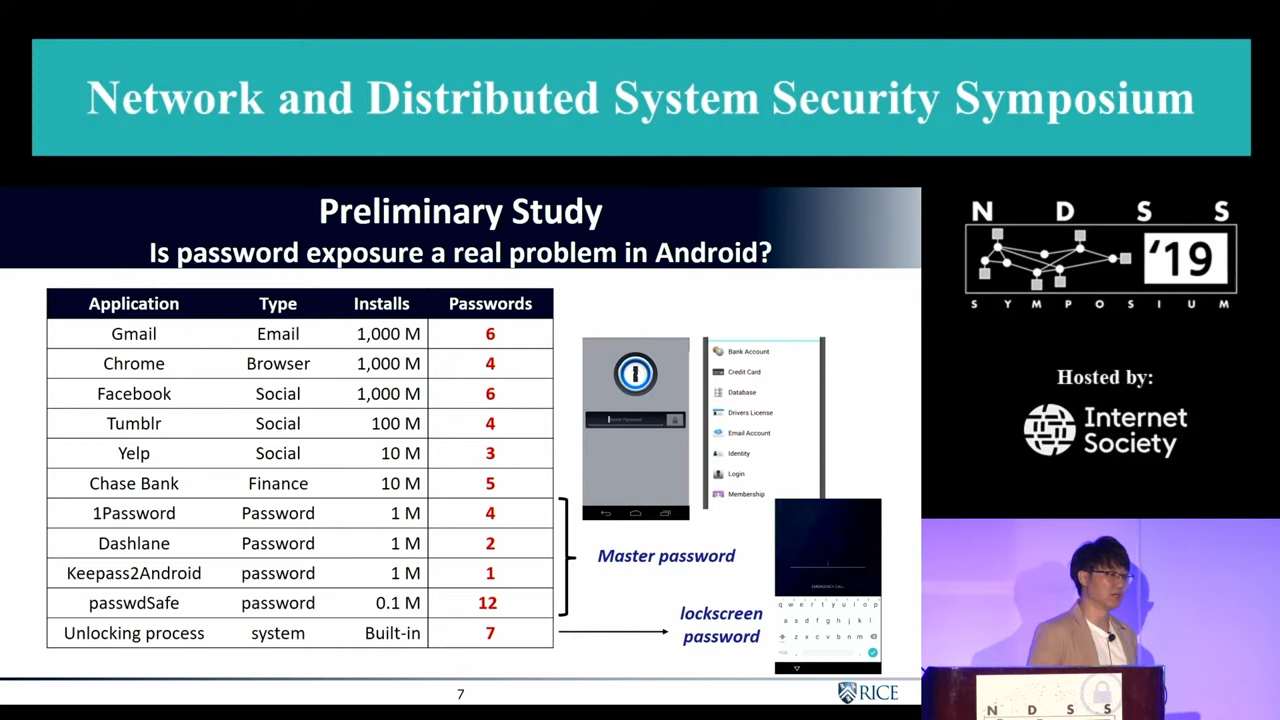 Network and Distributed System Security Symposium
Preliminary Study
Is password exposure a real problem in Android?
Application Type Installs Passwords
Gmail Email 1,000 M 6
Chrome Browser 1,000 M 4
Facebook Social 1,000 M 6
Tumblr Social 100 M 4
Yelp Social 10 M 3
Chase Bank Finance 10 M 5
1Password Password 1 M 4
Dashlane Password 1 M 2
Keepass2Android password 1 M 1
passwdSafe password 0.1 M 12
Unlocking process system Built-in 7
Master Password
Bank Account
Credit Card
Database
Drivers License
Email Account
Identity
Login
Membership
Master password
lockscreen
password
EMERGENCY CALL
q w e r t y u i o p
a s d f g h j k l
z x c v b n m
7
RICE
N D S S
'19
S Y M P O S I U M
Hosted by:
Internet
Society
N D S S